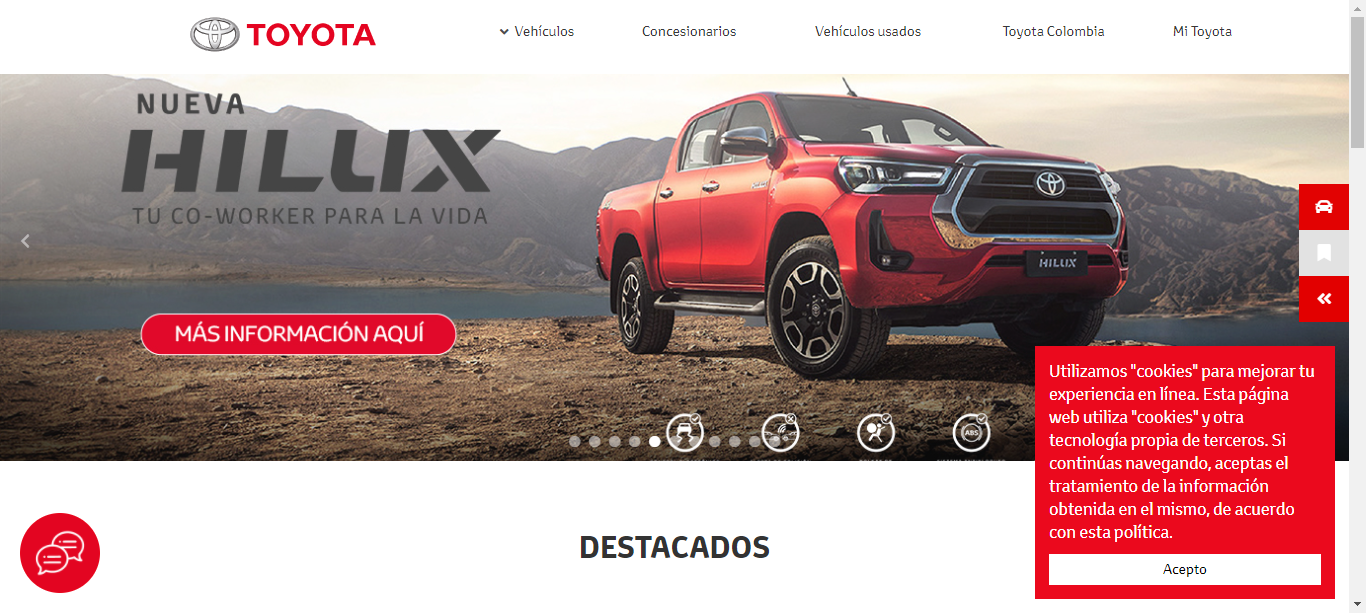 TOYOTA
Vehículos
Concesionarios
Vehículos usados
Toyota Colombia
Mi Toyota
NUEVA
HILUX
TU CO-WORKER PARA LA VIDA
MÁS INFORMACIÓN AQUÍ
HILUX
ABS
Utilizamos "cookies" para mejorar tu
experiencia en línea. Esta página
web utiliza "cookies" y otra
tecnología propia de terceros. Si
continúas navegando, aceptas el
tratamiento de la información
obtenida en el mismo, de acuerdo
con esta política.
Acepto
DESTACADOS